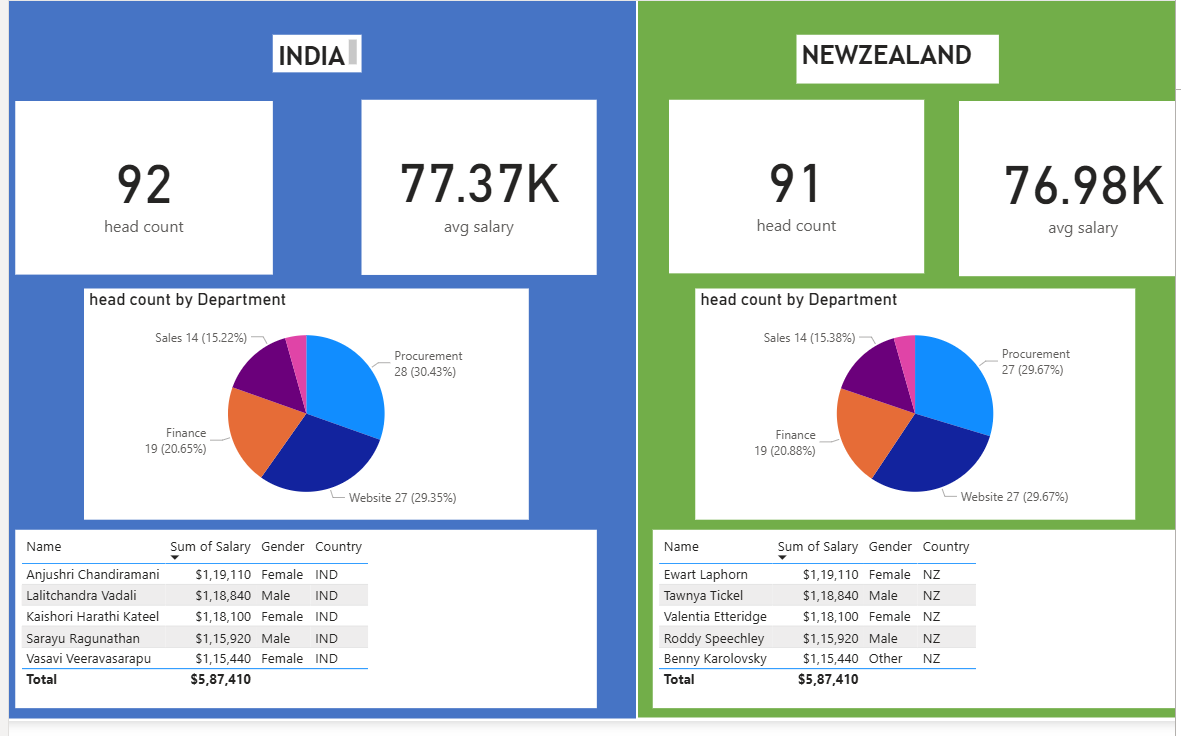 INDIA
92
head count
77.37K
avg salary
head count by Department
Sales 14 (15.22%)
Procurement
28 (30.43%)
Finance
19 (20.65%)
Website 27 (29.35%)
Name Sum of Salary Gender Country
Anjushri Chandiramani $1,19,110 Female IND
Lalitchandra Vadali $1,18,840 Male IND
Kaishori Harathi Kateel $1,18,100 Female IND
Sarayu Ragunathan $1,15,920 Male IND
Vasavi Veeravasarapu $1,15,440 Female IND
Total $5,87,410
NEWZEALAND
91
head count
76.98K
avg salary
head count by Department
Sales 14 (15.38%)
Procurement
27 (29.67%)
Finance
19 (20.88%)
Website 27 (29.67%)
Name Sum of Salary Gender Country
Ewart Laphorn $1,19,110 Female NZ
Tawnya Tickel $1,18,840 Male NZ
Valentia Etteridge $1,18,100 Female NZ
Roddy Speechley $1,15,920 Male NZ
Benny Karolovsky $1,15,440 Other NZ
Total $5,87,410